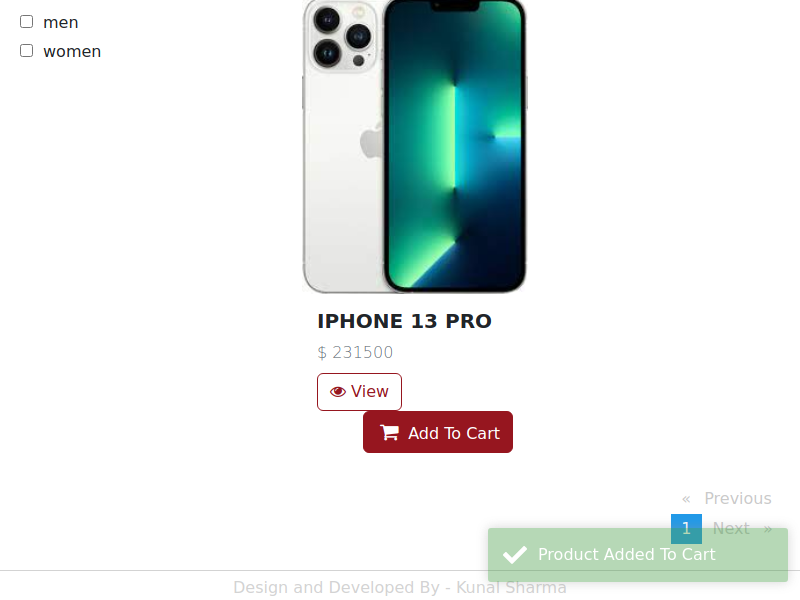 men
women
IPHONE 13 PRO
$ 231500
View
Add To Cart
« Previous
1 Next »
Product Added To Cart
Design and Developed By - Kunal Sharma